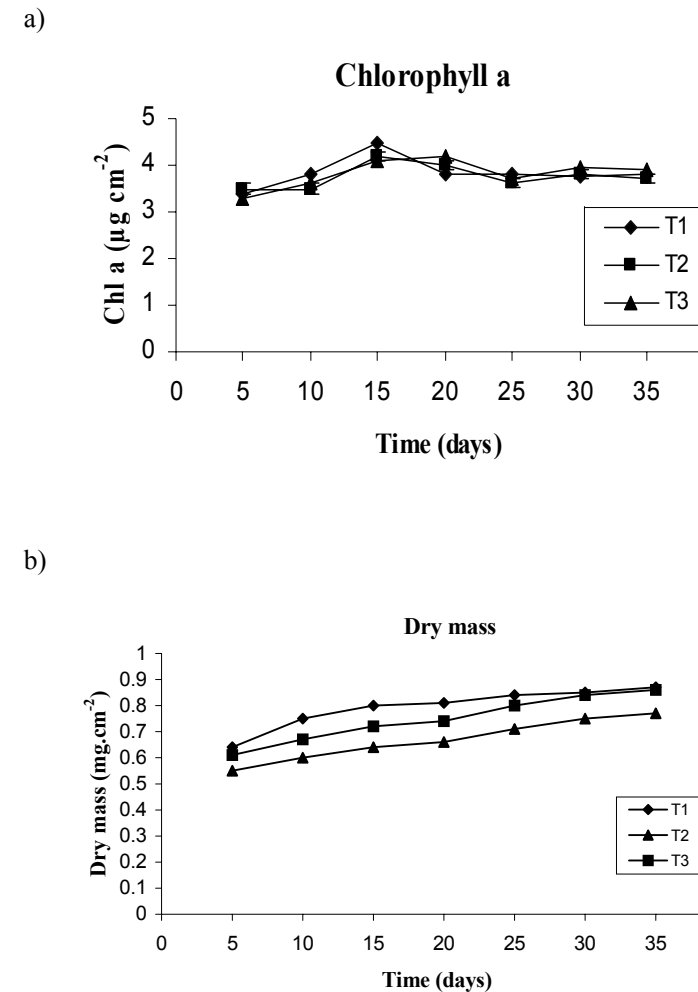 a)
Chlorophyll a
5
4
3
2
1
0
Chl a (µg cm-2)
0 5 10 15 20 25 30 35
Time (days)
T1
T2
T3
b)
Dry mass
1
0.9
0.8
0.7
0.6
0.5
0.4
0.3
0.2
0.1
0
Dry mass (mg.cm-2)
0 5 10 15 20 25 30 35
Time (days)
T1
T2
T3